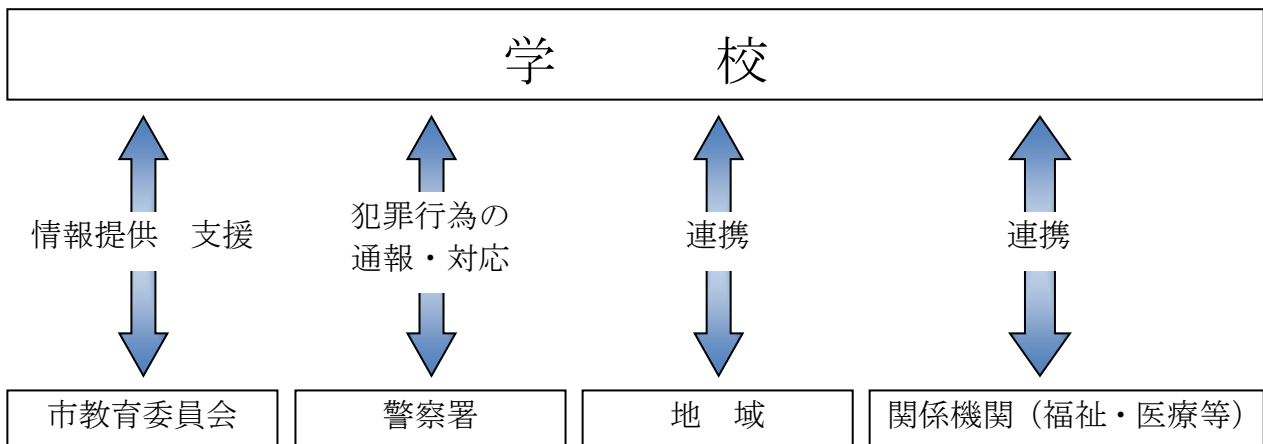 学　校
情報提供　支援
犯罪行為の
通報・対応
連携
連携
市教育委員会
警察署
地　域
関係機関（福祉・医療等）